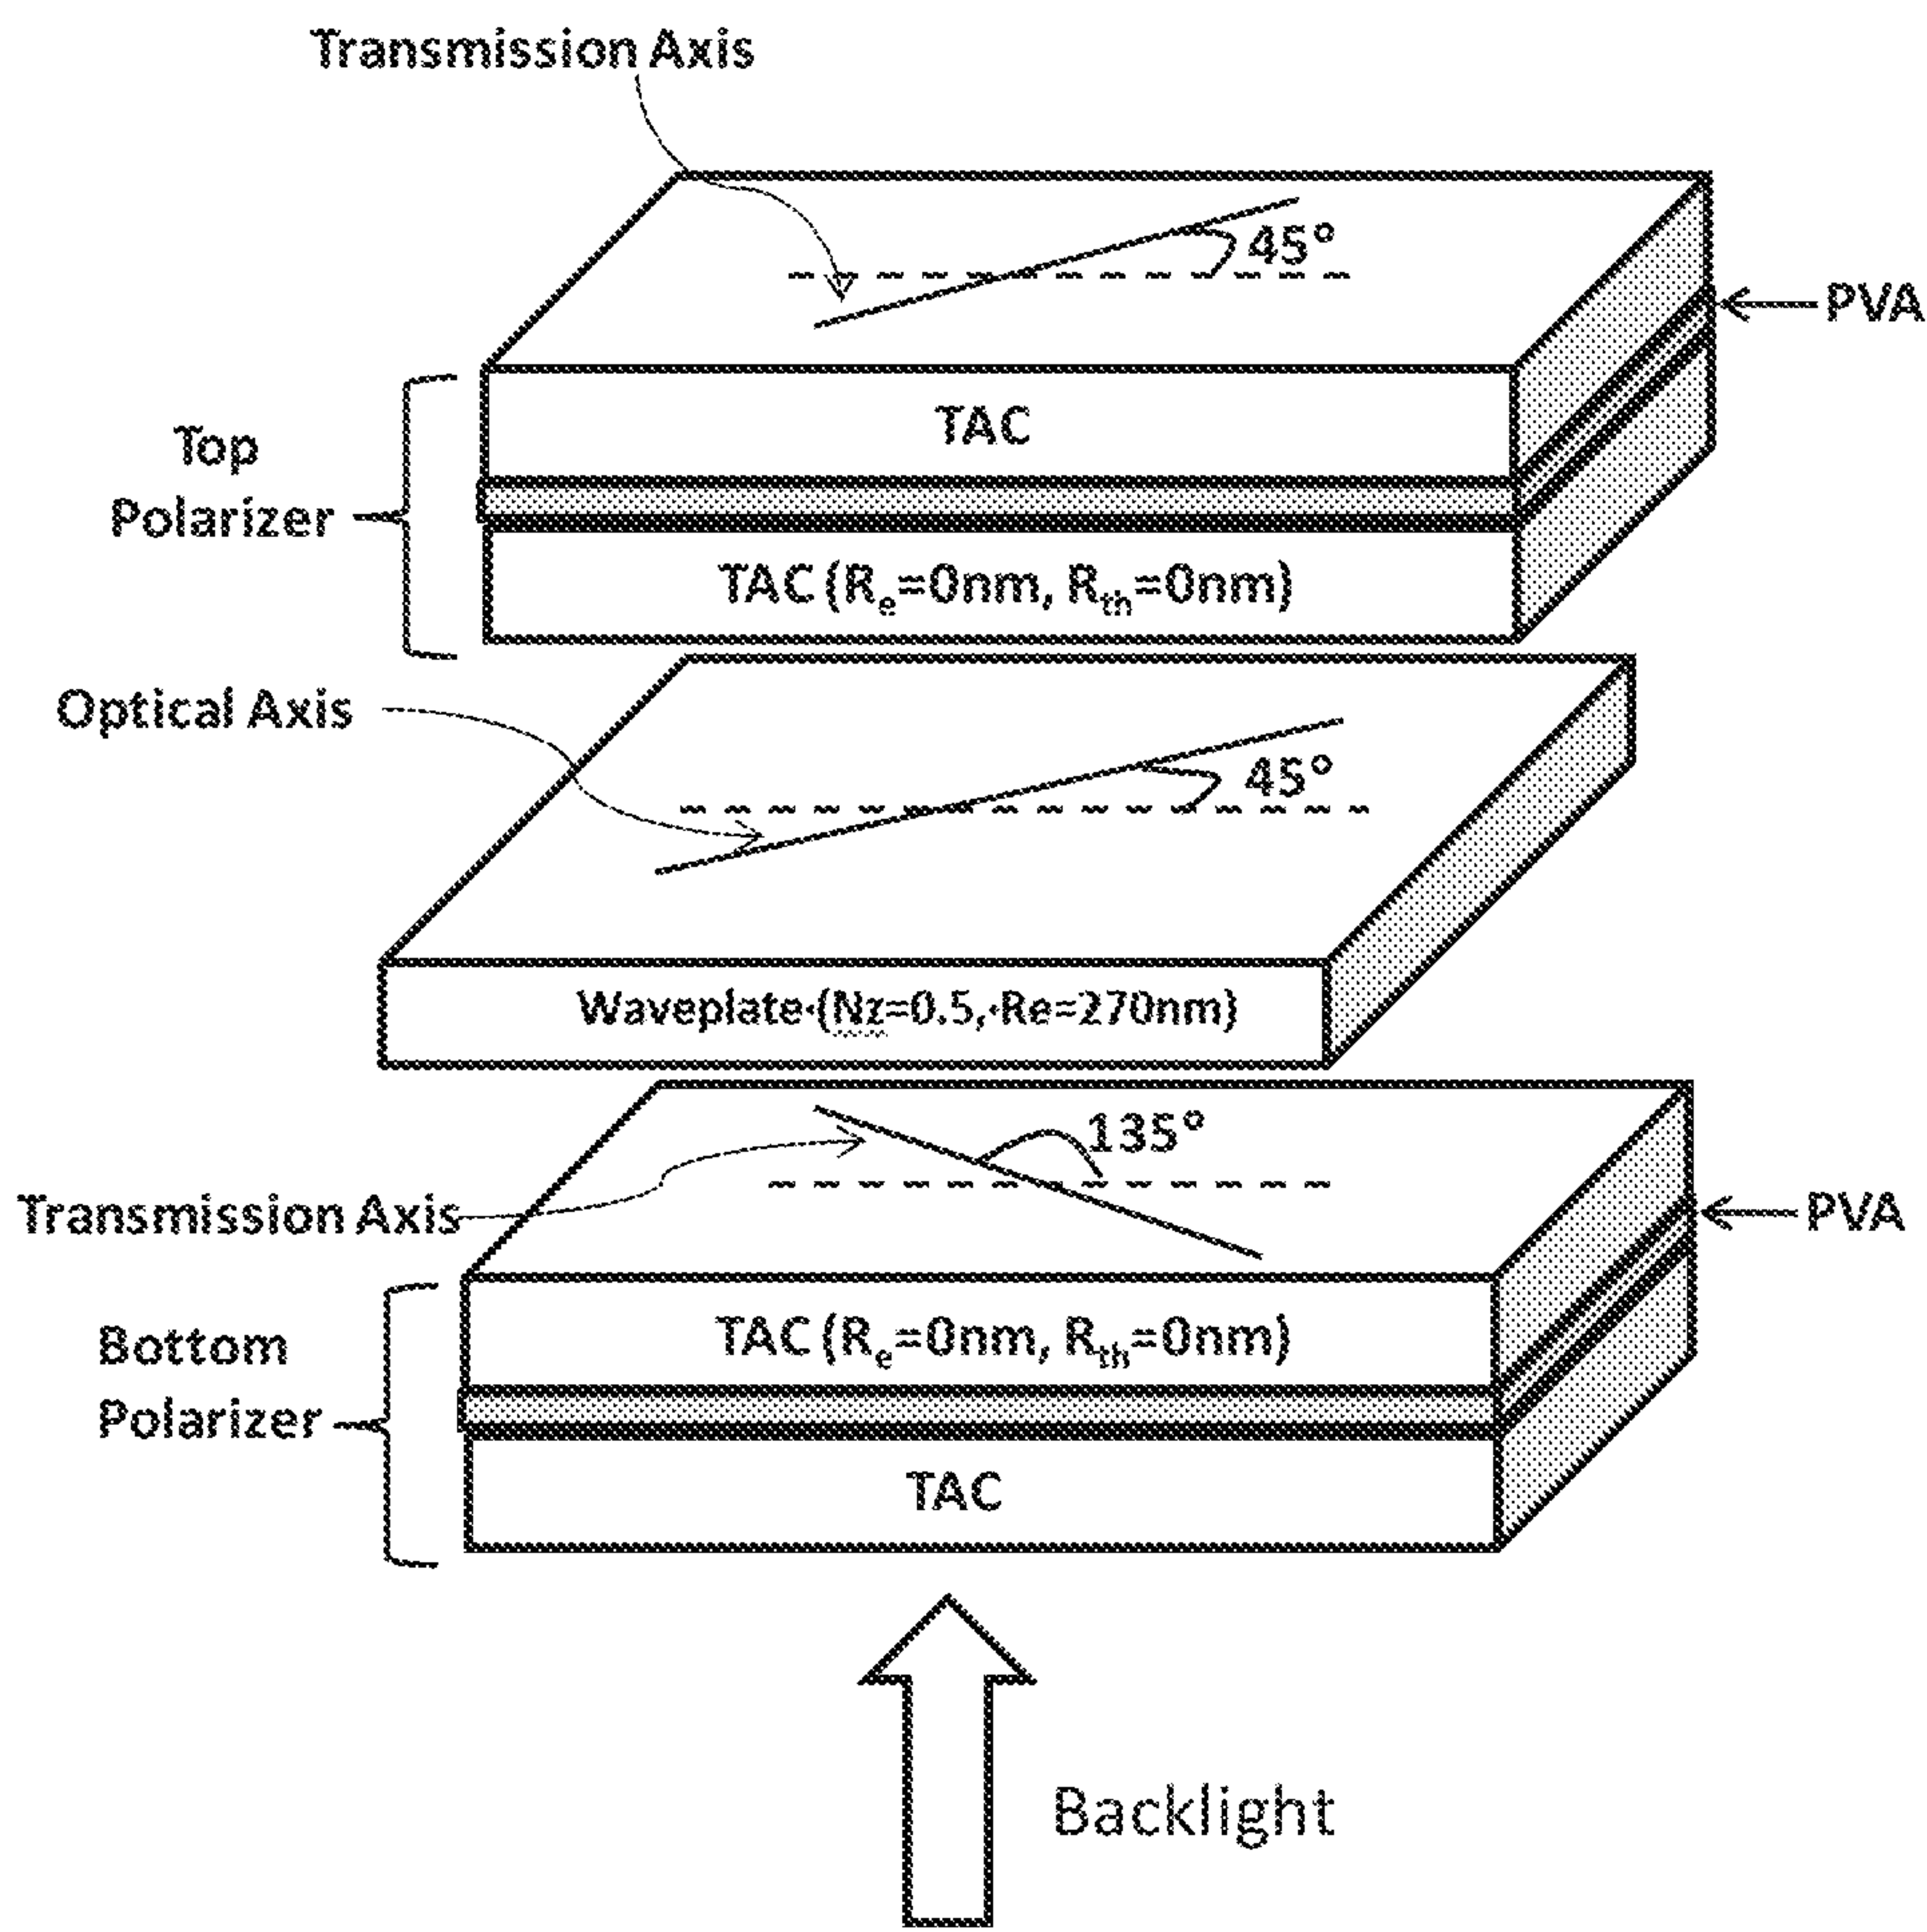 Transmission Axis
45°
PVA
TAC
Top
Polarizer
TAC (Re=0nm, Rth=0nm)
Optical Axis
45°
Waveplate·(Nz=0.5,·Re=270nm)
135°
Transmission Axis
PVA
TAC (Re=0nm, Rth=0nm)
Bottom
Polarizer
TAC
Backlight